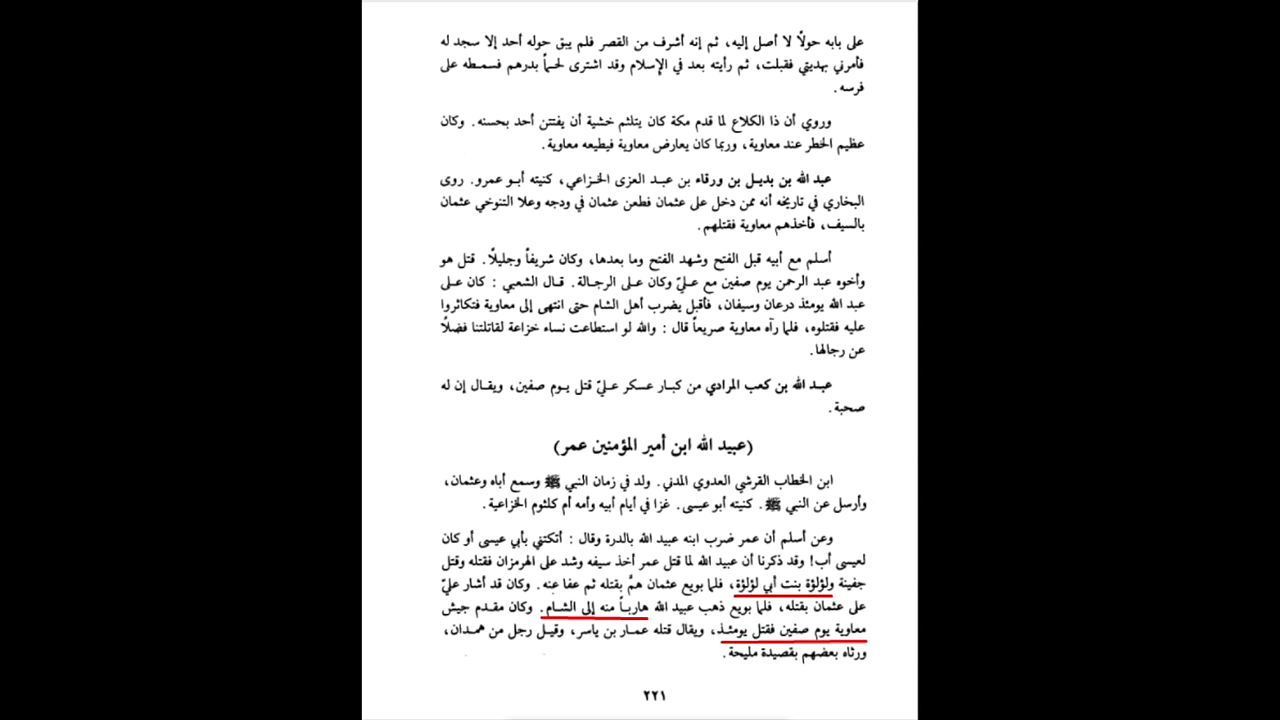 على بابه حولًا لا أصل إليه، ثم إنه أشرف من القصر فلم يبق حوله أحد إلا سجد له
فأمرني بهديتي فقبلت، ثم رأيته بعد في الإسلام وقد اشترى لحماً بدرهم فسمطه على
فرسه.
وروي أن ذا الكلاع لما قدم مكة كان يتلثم خشية أن يفتتن أحد بحسنه. وكان
عظيم الخطر عند معاوية، وربما كان يعارض معاوية فيطيعه معاوية.
عبد الله بن بديل بن ورقاء بن عبد العزى الخزاعي، كنيته أبو عمرو. روى
البخاري في تاريخه أنه ممن دخل على عثمان فطعن عثمان في ودجه وعلا التنوخي عثمان
بالسيف، فأخذهم معاوية فقتلهم.
أسلم مع أبيه قبل الفتح وشهد الفتح وما بعدها، وكان شريفاً وجليلًا. قتل هو
وأخوه عبد الرحمن يوم صفين مع عليّ وكان على الرجالة. قال الشعبي : كان على
عبد الله يومئذ درعان وسيفان، فأقبل يضرب أهل الشام حتى انتهى إلى معاوية فتكاثروا
عليه فقتلوه، فلما رآه معاوية صريعاً قال : والله لو استطاعت نساء خزاعة لقاتلتنا فضلًا
عن رجالها.
عبد الله بن كعب المرادي من كبار عسكر عليّ قتل يوم صفين، ويقال إن له
صحبة.
(عبيد الله ابن أمير المؤمنين عمر)
ابن الخطاب القرشي العدوي المدني. ولد في زمان النبي ﷺ وسمع أباه وعثمان،
وأرسل عن النبي ﷺ. كنيته أبو عيسى. غزا في أيام أبيه وأمه أم كلثوم الخزاعية.
وعن أسلم أن عمر ضرب ابنه عبيد الله بالدرة وقال : أتكتني بأبي عيسى أو كان
لعيسى أب! وقد ذكرنا أن عبيد الله لما قتل عمر أخذ سيفه وشد على الهرمزان فقتله وقتل
جفينة ولؤلؤة بنت أبي لؤلؤة، فلما بويع عثمان همَّ بقتله ثم عفا عنه. وكان قد أشار عليّ
على عثمان بقتله، فلما بويع ذهب عبيد الله هارباً منه إلى الشام. وكان مقدم جيش
معاوية يوم صفين فقتل يومئذ، ويقال قتله عمار بن ياسر، وقيل رجل من همدان،
ورثاه بعضهم بقصيدة مليحة.
٢٢١